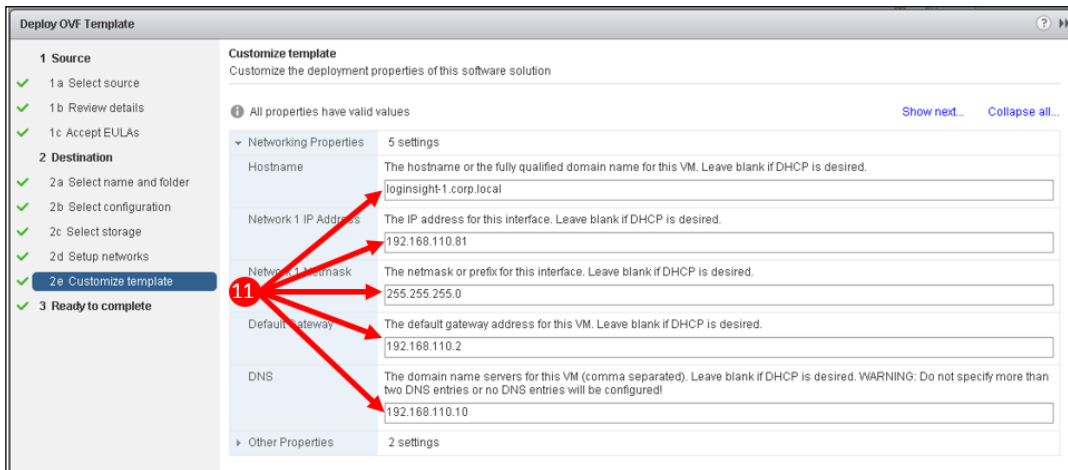 Deploy OVF Template
1 Source
1a Select source
1b Review details
1c Accept EULAs
2 Destination
2a Select name and folder
2b Select configuration
2c Select storage
2d Setup networks
2e Customize template
3 Ready to complete
Customize template
Customize the deployment properties of this software solution
All properties have valid values
Show next...
Collapse all...
Networking Properties
5 settings
Hostname
The hostname or the fully qualified domain name for this VM. Leave blank if DHCP is desired.
loginsight-1.corp.local
Network 1 IP Address
The IP address for this interface. Leave blank if DHCP is desired.
192.168.110.81
Network 1 Netmask
The netmask or prefix for this interface. Leave blank if DHCP is desired.
255.255.255.0
11
Default Gateway
The default gateway address for this VM. Leave blank if DHCP is desired.
192.168.110.2
DNS
The domain name servers for this VM (comma separated). Leave blank if DHCP is desired. WARNING: Do not specify more than
two DNS entries or no DNS entries will be configured!
192.168.110.10
Other Properties
2 settings